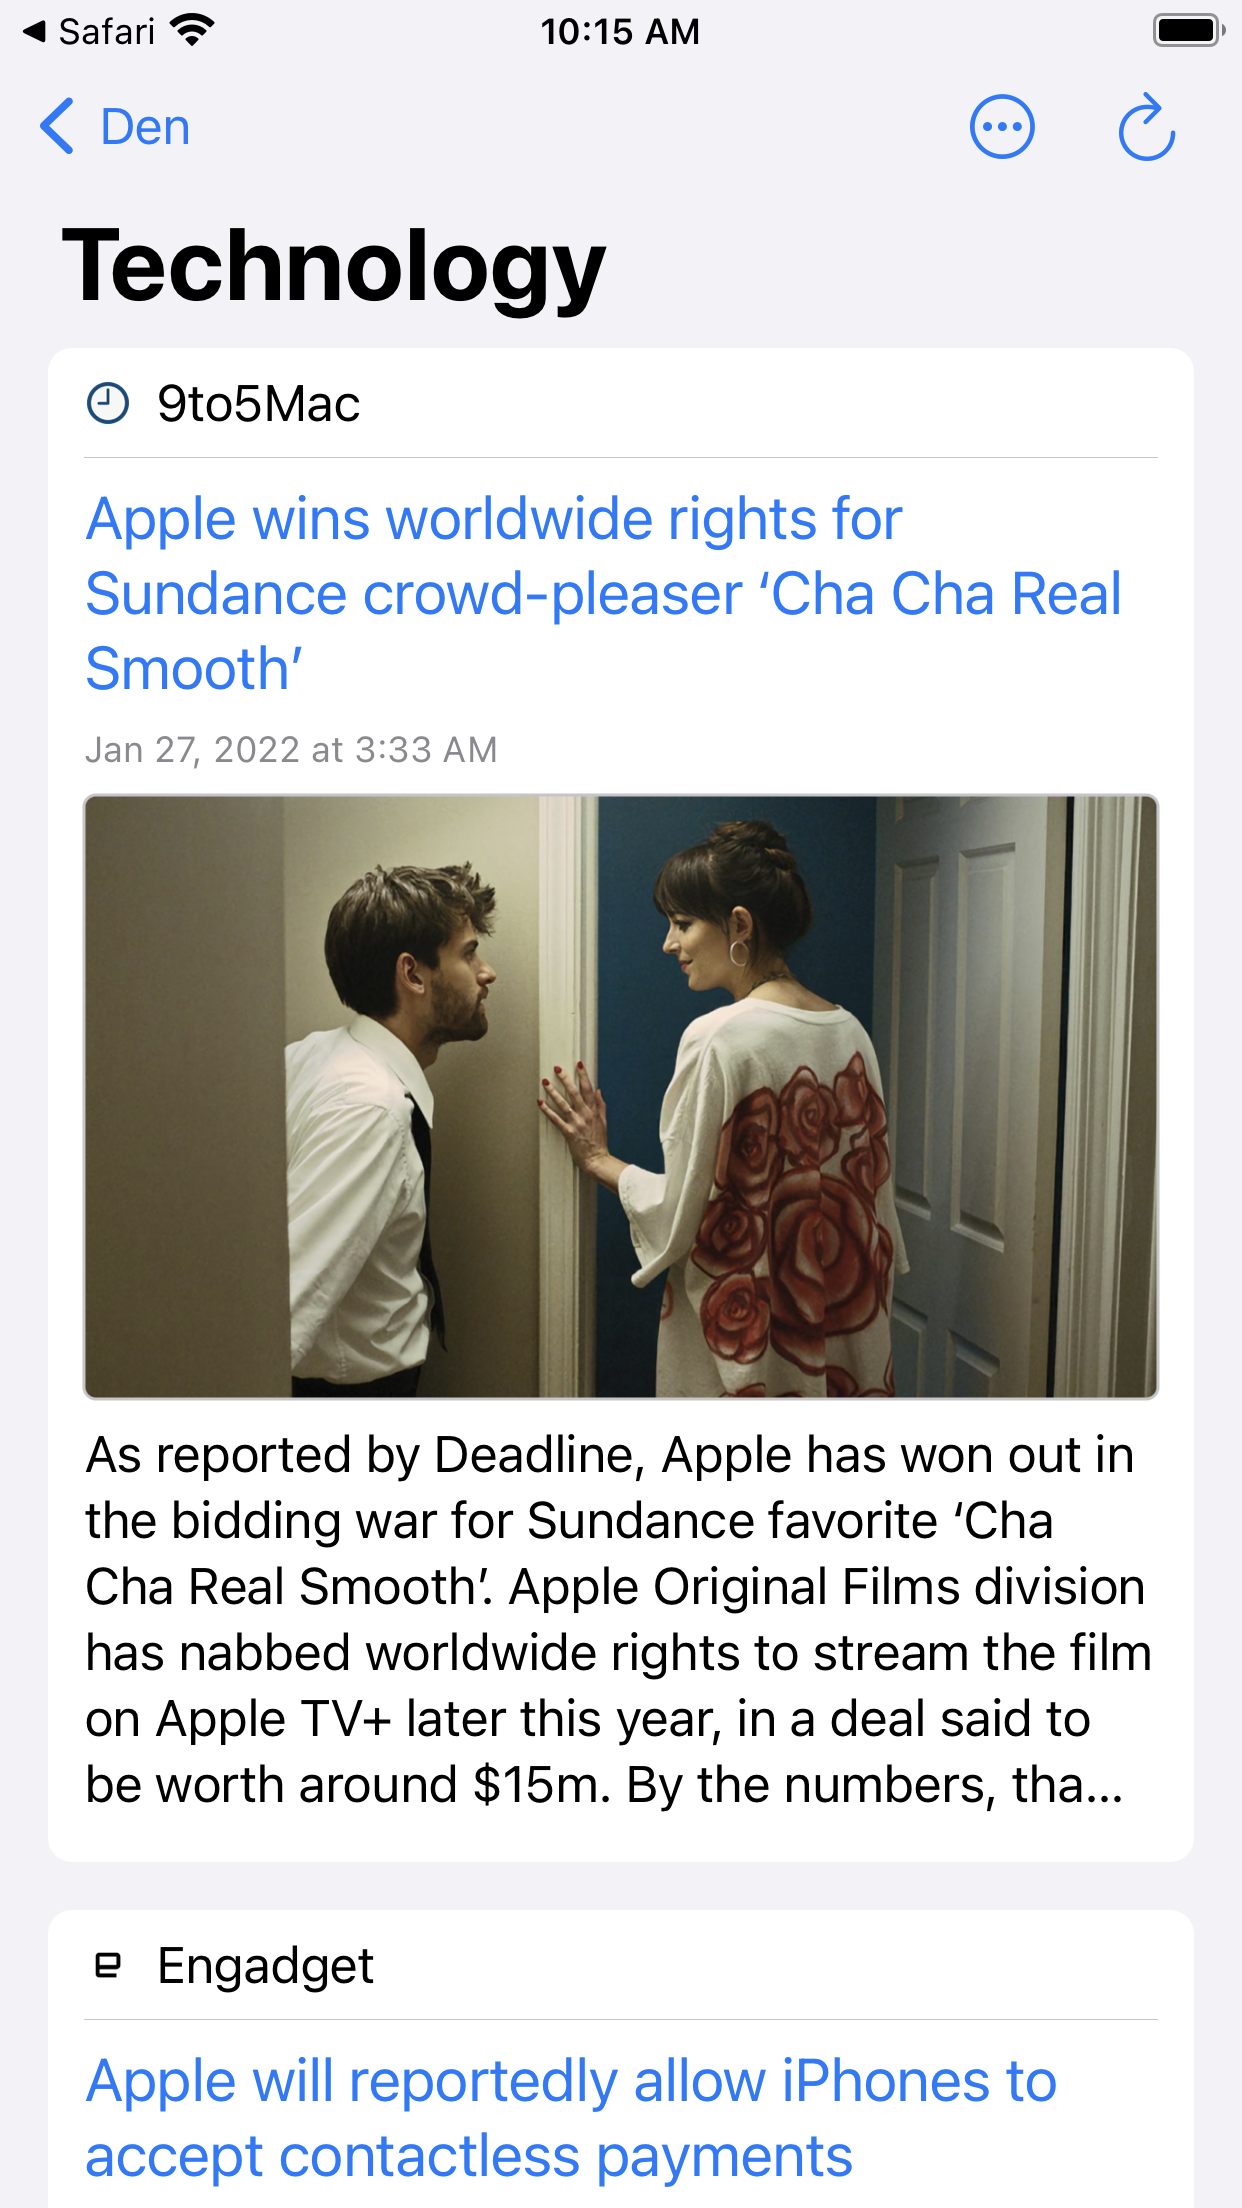 Safari
10:15 AM
Den
Technology
9to5Mac
Apple wins worldwide rights for
Sundance crowd-pleaser ‘Cha Cha Real
Smooth’
Jan 27, 2022 at 3:33 AM
As reported by Deadline, Apple has won out in
the bidding war for Sundance favorite ‘Cha
Cha Real Smooth’. Apple Original Films division
has nabbed worldwide rights to stream the film
on Apple TV+ later this year, in a deal said to
be worth around $15m. By the numbers, tha...
Engadget
Apple will reportedly allow iPhones to
accept contactless payments